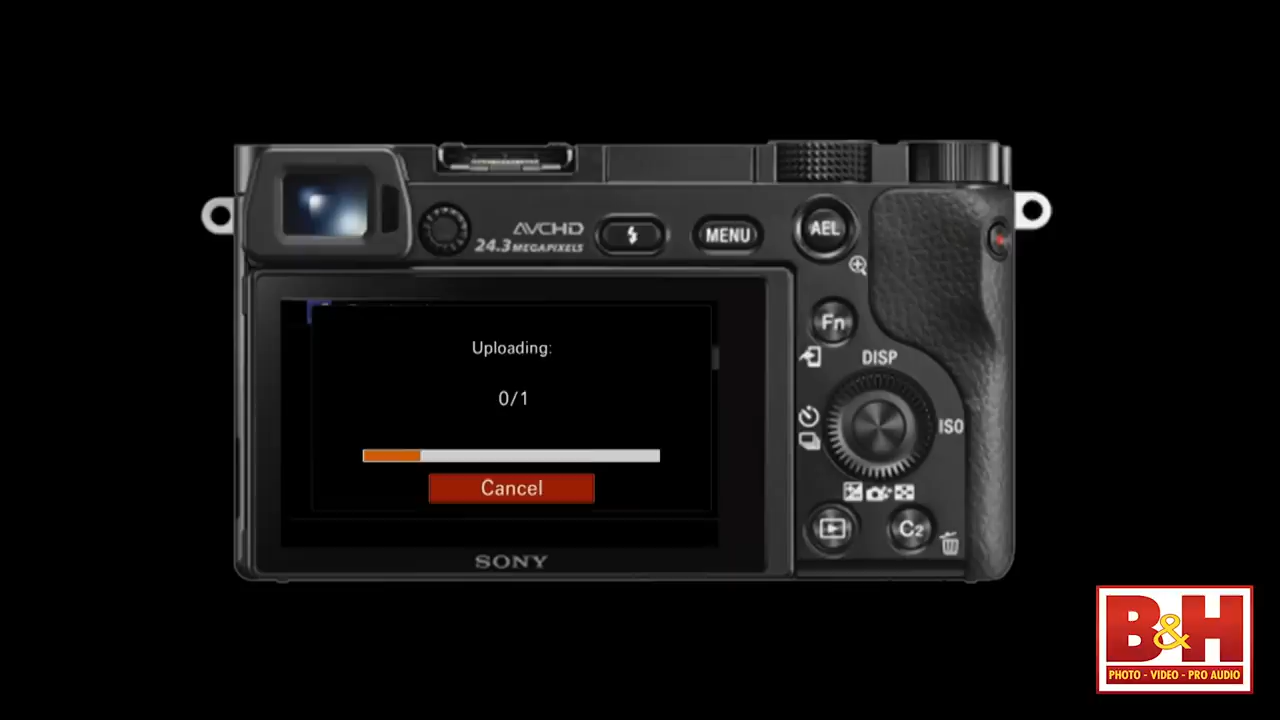 AVCHD
24.3 MEGAPIXELS
MENU
AEL
Fn
DISP
ISO
C2
Uploading:
0/1
Cancel
SONY
B&H
PHOTO - VIDEO - PRO AUDIO